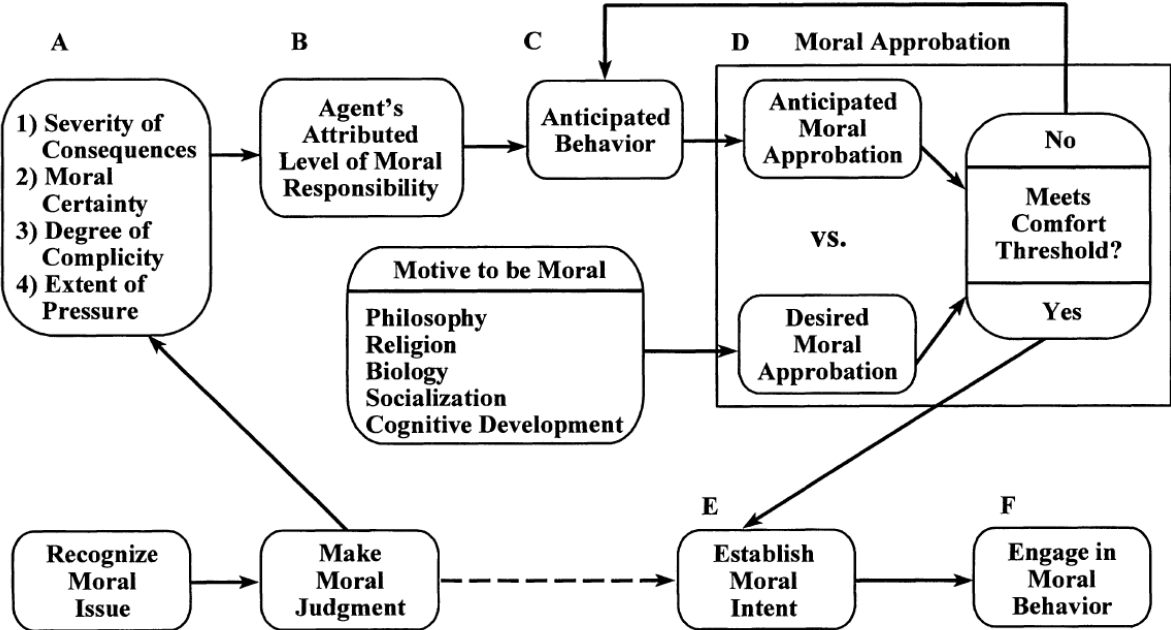 A
B
C
D Moral Approbation
1) Severity of
Consequences
2) Moral
Certainty
3) Degree of
Complicity
4) Extent of
Pressure
Agent's
Attributed
Level of Moral
Responsibility
Anticipated
Behavior
Anticipated
Moral
Approbation
vs.
Desired
Moral
Approbation
No
Meets
Comfort
Threshold?
Yes
Motive to be Moral
Philosophy
Religion
Biology
Socialization
Cognitive Development
Recognize
Moral
Issue
Make
Moral
Judgment
E
Establish
Moral
Intent
F
Engage in
Moral
Behavior